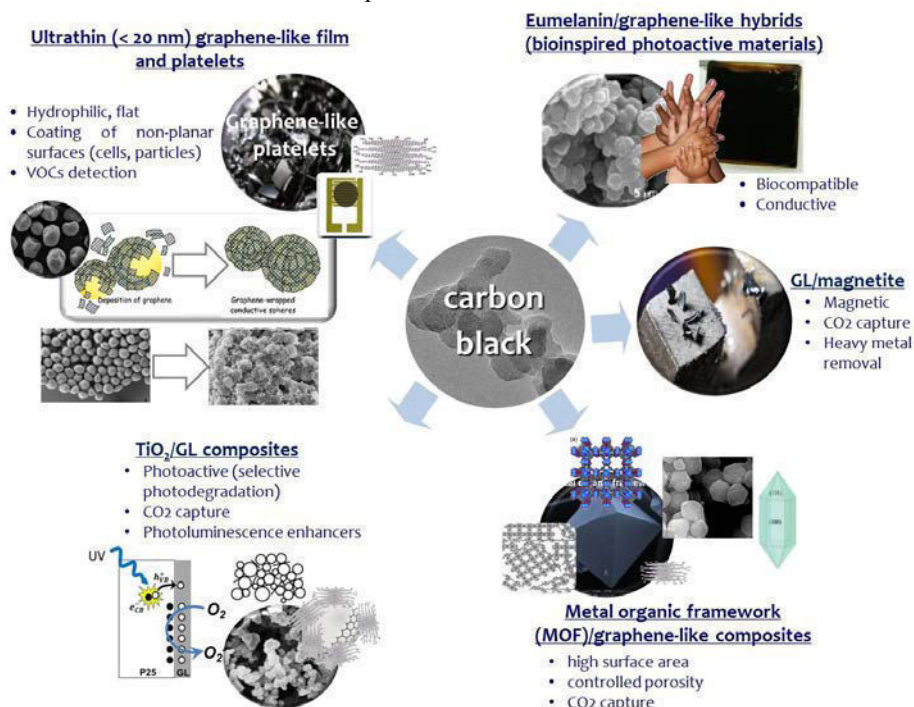 Ultrathin (< 20 nm) graphene-like film
and platelets
• Hydrophilic, flat
• Coating of non-planar
surfaces (cells, particles)
• VOCs detection
Graphene-like
platelets
Deposition of graphene
Graphene-wrapped
conductive spheres
Eumelanin/graphene-like hybrids
(bioinspired photoactive materials)
5
• Biocompatible
• Conductive
carbon
black
GL/magnetite
• Magnetic
• CO2 capture
• Heavy metal
removal
TiO2/GL composites
• Photoactive (selective
photodegradation)
• CO2 capture
• Photoluminescence enhancers
UV
h+VB
e-CB
O2
O2
P25 GL
Metal organic framework
(MOF)/graphene-like composites
• high surface area
• controlled porosity
• CO2 capture